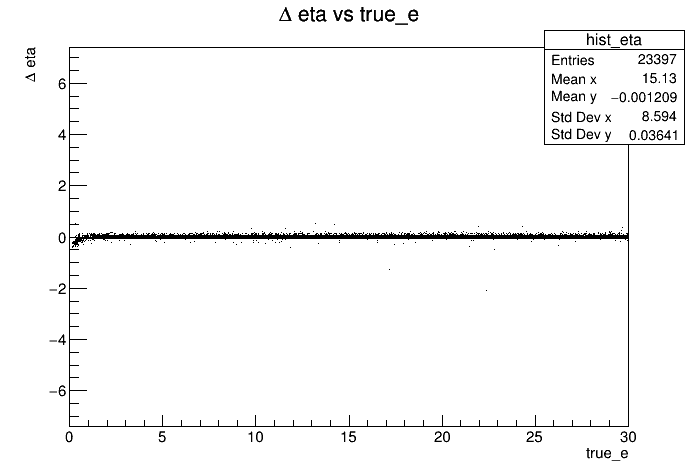 Δ eta vs true_e
hist_eta
Entries 23397
Mean x 15.13
Mean y −0.001209
Std Dev x 8.594
Std Dev y 0.03641
Δ eta
6
4
2
0
−2
−4
−6
0 5 10 15 20 25 30
true_e